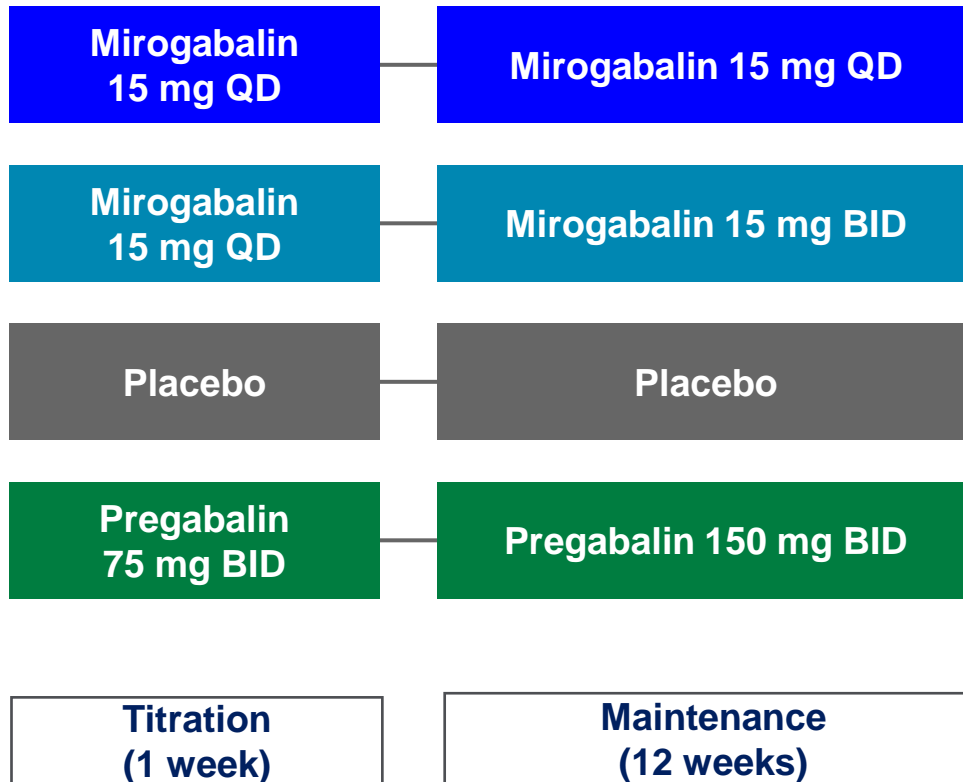 Mirogabalin
15 mg QD
Mirogabalin 15 mg QD
Mirogabalin
15 mg QD
Mirogabalin 15 mg BID
Placebo
Placebo
Pregabalin
75 mg BID
Pregabalin 150 mg BID
Titration
(1 week)
Maintenance
(12 weeks)